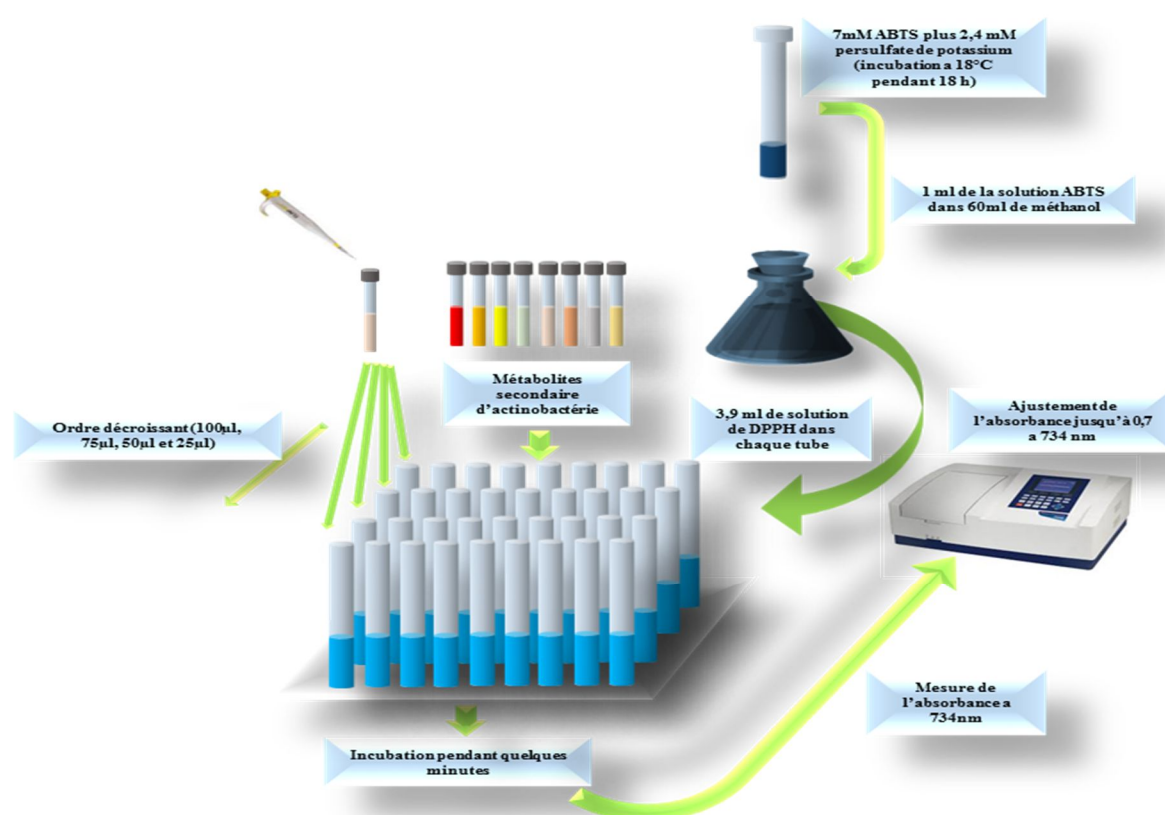 7mM ABTS plus 2,4 mM
persulfate de potassium
(incubation a 18°C
pendant 18 h)
1 ml de la solution ABTS
dans 60ml de méthanol
Métabolites
secondaire
d'actinobactérie
Ordre décroissant (100µl,
75µl, 50µl et 25µl)
3,9 ml de solution
de DPPH dans
chaque tube
Ajustement de
l'absorbance jusqu'à 0,7
a 734 nm
Mesure de
l'absorbance a
734nm
Incubation pendant quelques
minutes